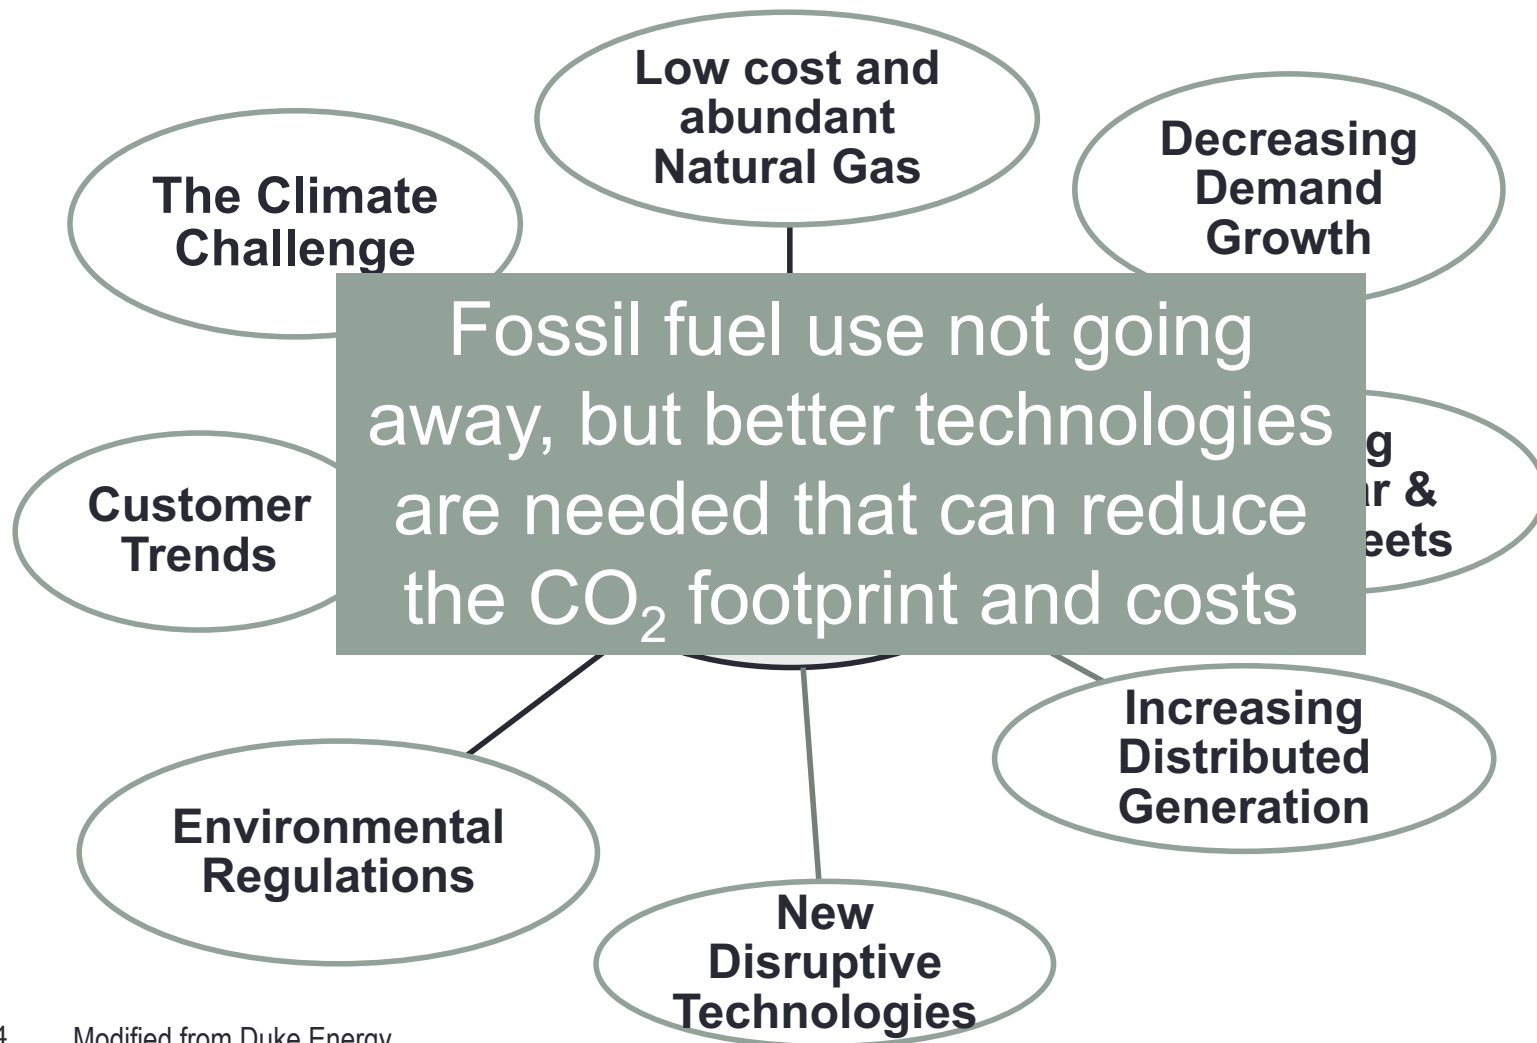 Low cost and
abundant
Natural Gas
Decreasing
Demand
Growth
The Climate
Challenge
Fossil fuel use not going
away, but better technologies
are needed that can reduce
the CO₂ footprint and costs
Customer
Trends
&
Increasing
Distributed
Generation
Environmental
Regulations
New
Disruptive
Technologies
4 Modified from Duke Energy